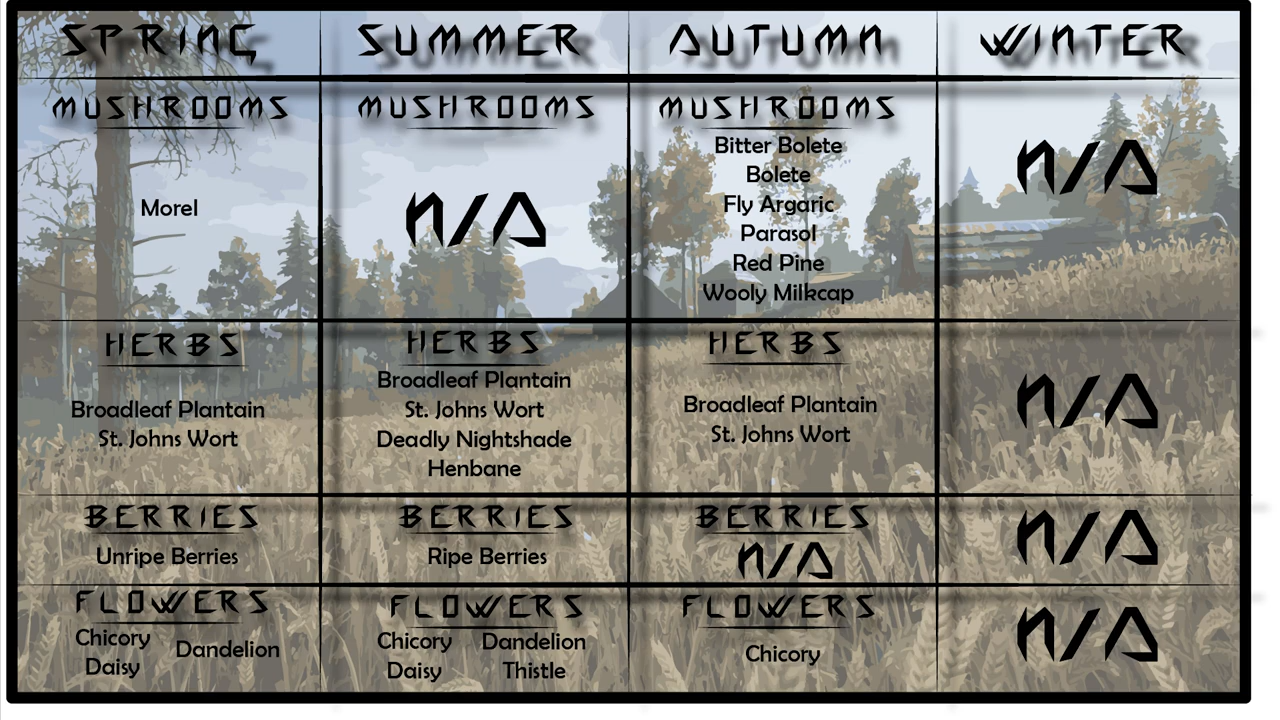 SPRING SUMMER AUTUMN WINTER
MUSHROOMS
Morel
MUSHROOMS
N/A
MUSHROOMS
Bitter Bolete
Bolete
Fly Argaric
Parasol
Red Pine
Wooly Milkcap
N/A
HERBS
Broadleaf Plantain
St. Johns Wort
HERBS
Broadleaf Plantain
St. Johns Wort
Deadly Nightshade
Henbane
HERBS
Broadleaf Plantain
St. Johns Wort
N/A
BERRIES
Unripe Berries
BERRIES
Ripe Berries
BERRIES
N/A
N/A
FLOWERS
Chicory Dandelion
Daisy
FLOWERS
Chicory Dandelion
Daisy Thistle
FLOWERS
Chicory
N/A